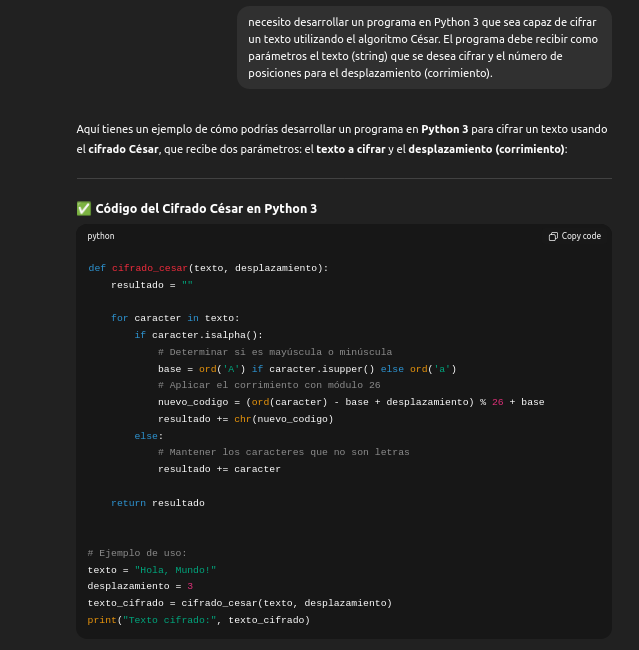 necesito desarrollar un programa en Python 3 que sea capaz de cifrar
un texto utilizando el algoritmo César. El programa debe recibir como
parámetros el texto (string) que se desea cifrar y el número de
posiciones para el desplazamiento (corrimiento).
Aquí tienes un ejemplo de cómo podrías desarrollar un programa en Python 3 para cifrar un texto usando
el cifrado César, que recibe dos parámetros: el texto a cifrar y el desplazamiento (corrimiento):
✅ Código del Cifrado César en Python 3
python
Copy code
def cifrado_cesar(texto, desplazamiento):
    resultado = ""

    for caracter in texto:
        if caracter.isalpha():
            # Determinar si es mayúscula o minúscula
            base = ord('A') if caracter.isupper() else ord('a')
            # Aplicar el corrimiento con módulo 26
            nuevo_codigo = (ord(caracter) - base + desplazamiento) % 26 + base
            resultado += chr(nuevo_codigo)
        else:
            # Mantener los caracteres que no son letras
            resultado += caracter

    return resultado


# Ejemplo de uso:
texto = "Hola, Mundo!"
desplazamiento = 3
texto_cifrado = cifrado_cesar(texto, desplazamiento)
print("Texto cifrado:", texto_cifrado)